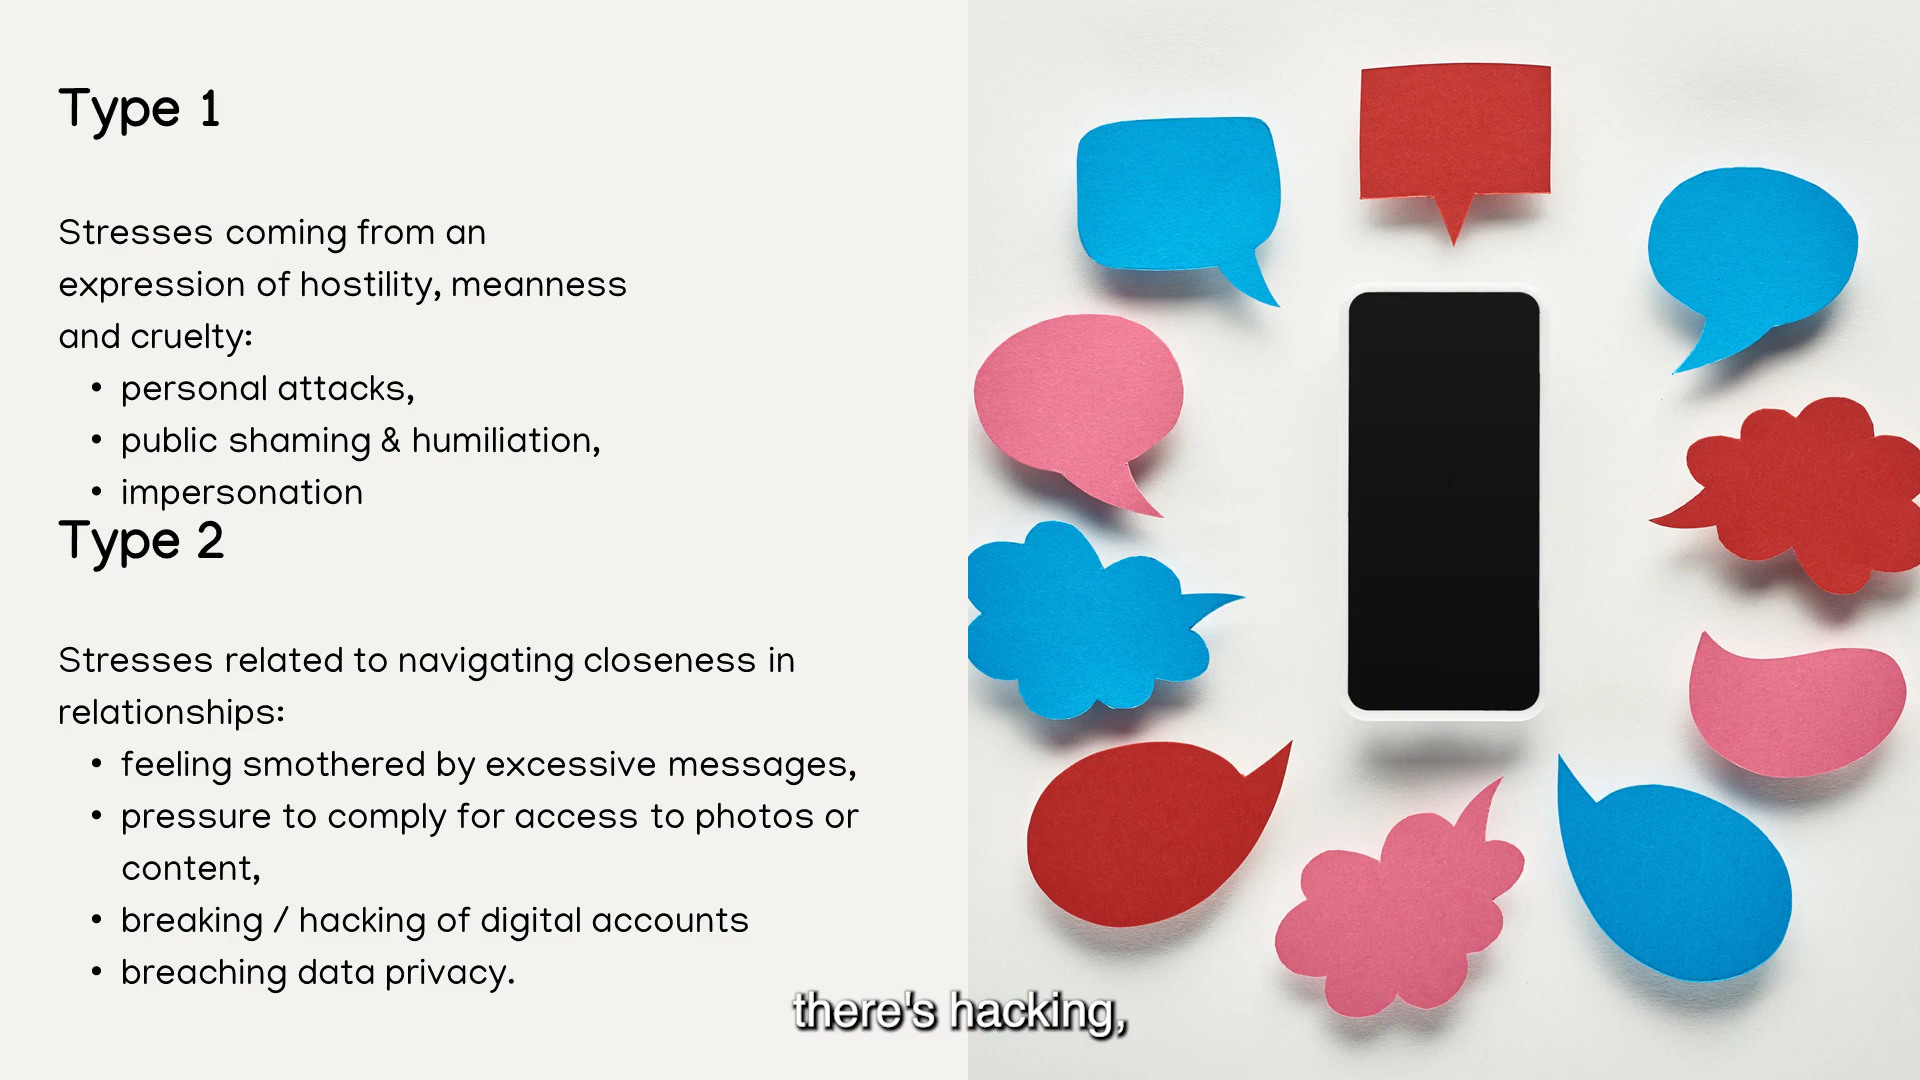 Type 1
Stresses coming from an
expression of hostility, meanness
and cruelty:
• personal attacks,
• public shaming & humiliation,
• impersonation
Type 2
Stresses related to navigating closeness in
relationships:
• feeling smothered by excessive messages,
• pressure to comply for access to photos or
content,
• breaking / hacking of digital accounts
• breaching data privacy.
there's hacking,